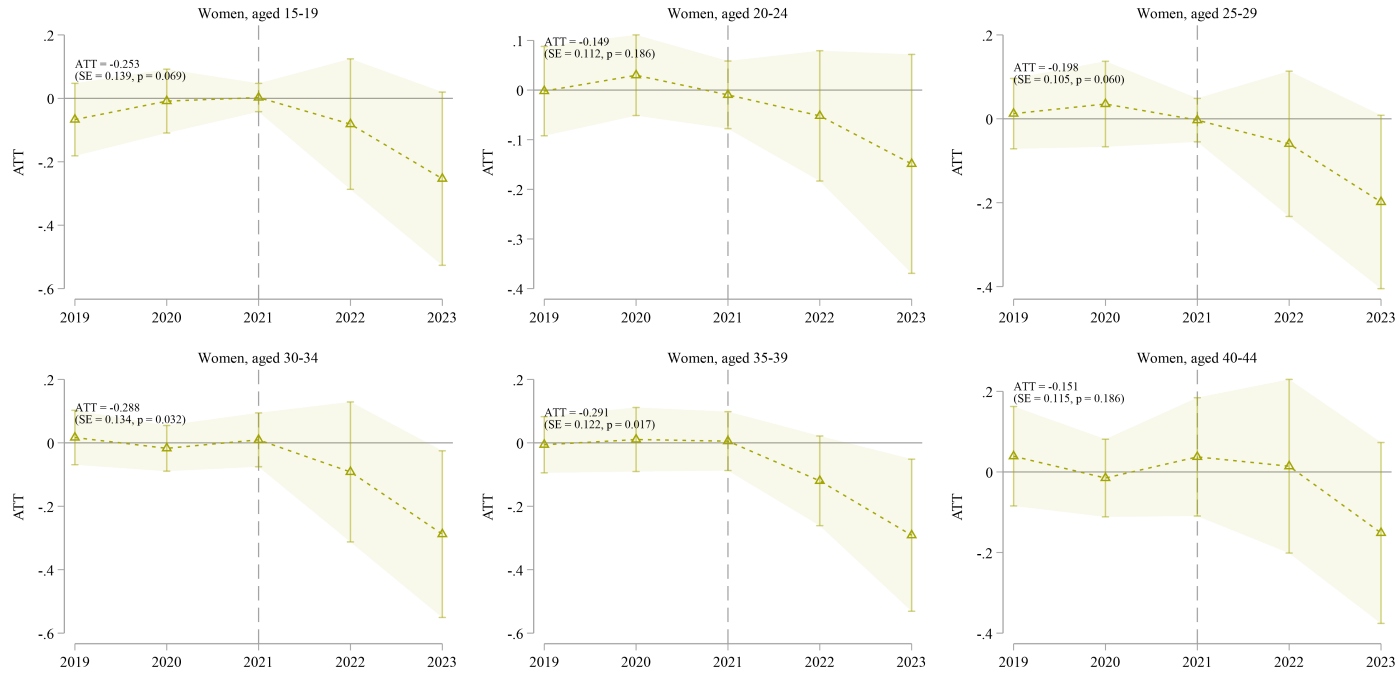 Women, aged 15-19
ATT = -0.253
(SE = 0.139, p = 0.069)
.2
0
-.2
-.4
-.6
ATT
2019 2020 2021 2022 2023
Women, aged 20-24
ATT = -0.149
(SE = 0.112, p = 0.186)
.1
0
-.1
-.2
-.3
-.4
ATT
2019 2020 2021 2022 2023
Women, aged 25-29
ATT = -0.198
(SE = 0.105, p = 0.060)
.2
0
-.2
-.4
ATT
2019 2020 2021 2022 2023
Women, aged 30-34
ATT = -0.288
(SE = 0.134, p = 0.032)
.2
0
-.2
-.4
-.6
ATT
2019 2020 2021 2022 2023
Women, aged 35-39
ATT = -0.291
(SE = 0.122, p = 0.017)
.2
0
-.2
-.4
-.6
ATT
2019 2020 2021 2022 2023
Women, aged 40-44
ATT = -0.151
(SE = 0.115, p = 0.186)
.2
0
-.2
-.4
ATT
2019 2020 2021 2022 2023